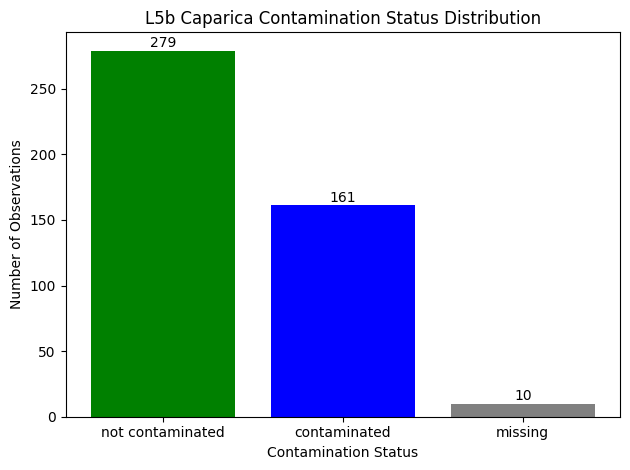 L5b Caparica Contamination Status Distribution
279
161
10
250
200
150
100
50
0
Number of Observations
not contaminated
contaminated
missing
Contamination Status